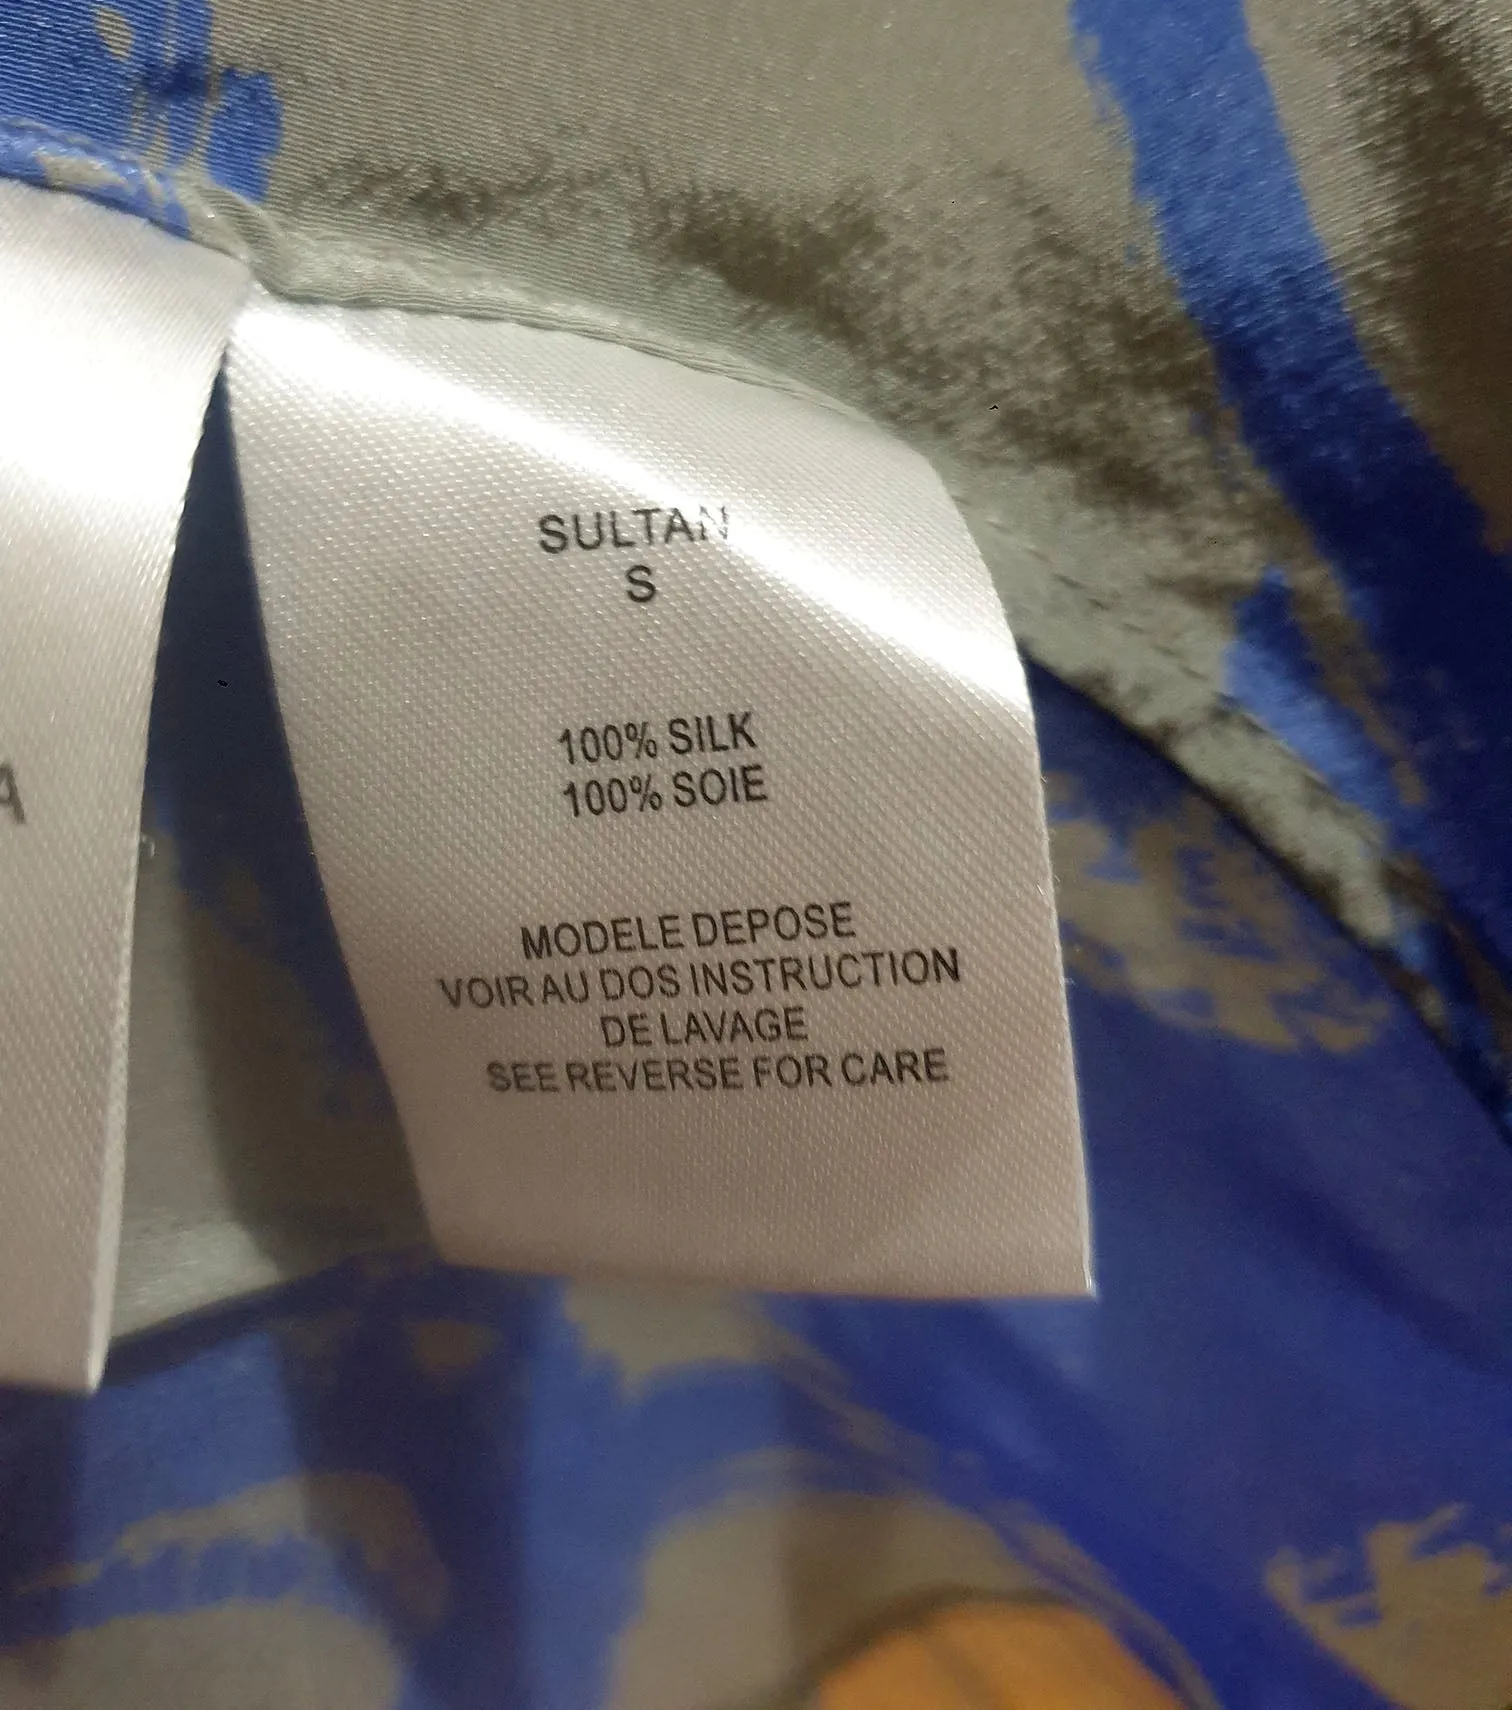 SULTAN
S
100% SILK
100% SOIE
MODELE DEPOSE
VOIR AU DOS INSTRUCTION
DE LAVAGE
SEE REVERSE FOR CARE
A